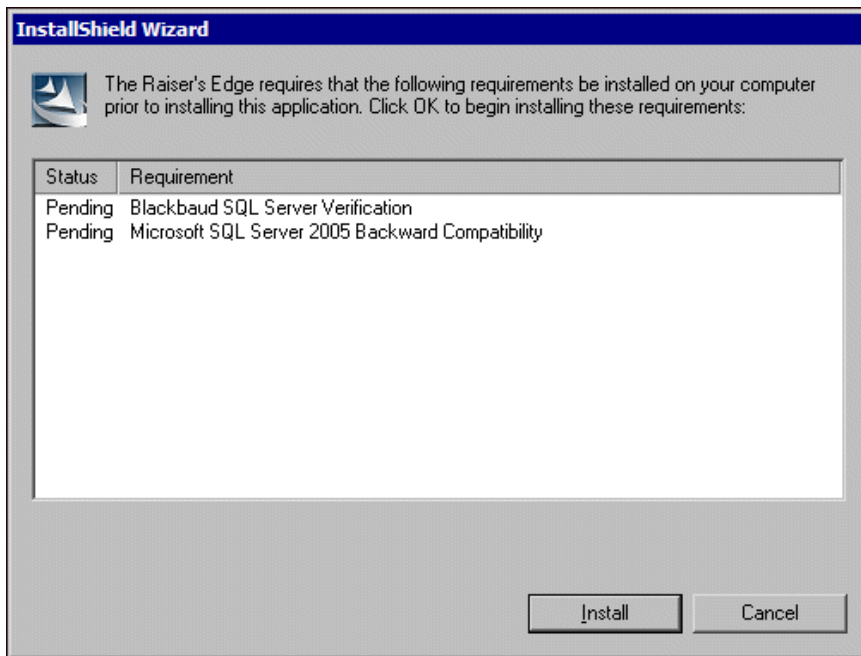 InstallShield Wizard
The Raiser's Edge requires that the following requirements be installed on your computer
prior to installing this application. Click OK to begin installing these requirements:
Status Requirement
Pending Blackbaud SQL Server Verification
Pending Microsoft SQL Server 2005 Backward Compatibility
Install Cancel